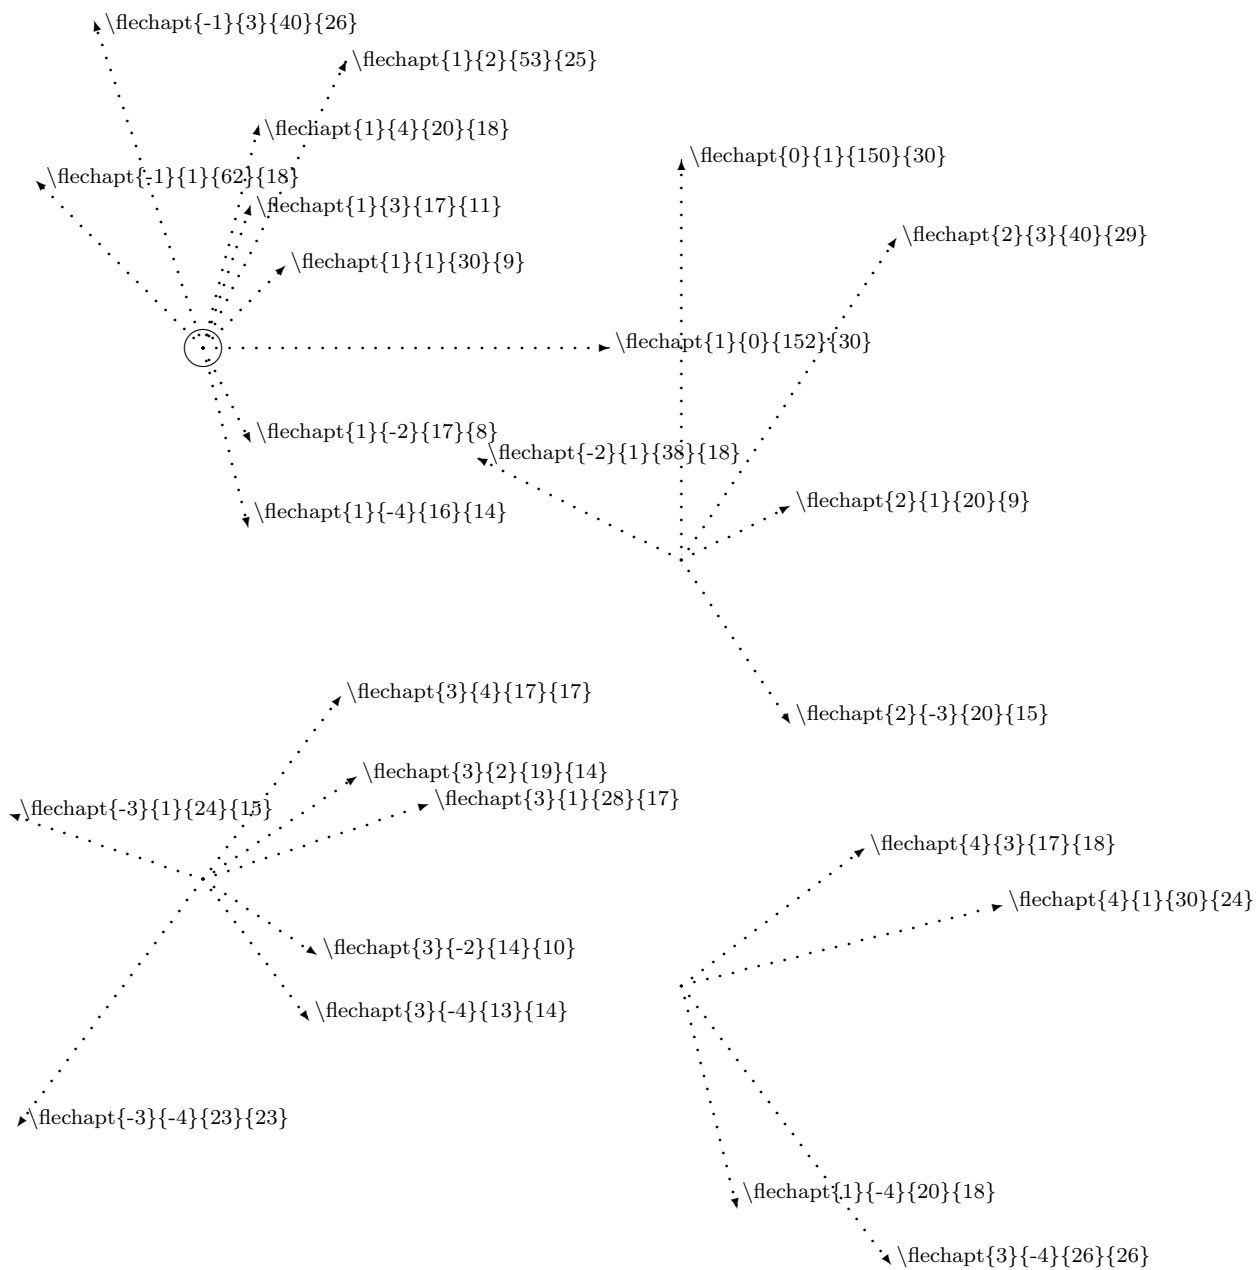 \flechapt{-1}{3}{40}{26}
\flechapt{1}{2}{53}{25}
\flechapt{1}{4}{20}{18}
\flechapt{0}{1}{150}{30}
\flechapt{-1}{1}{62}{18}
\flechapt{1}{3}{17}{11}
\flechapt{2}{3}{40}{29}
\flechapt{1}{1}{30}{9}
\flechapt{1}{0}{152}{30}
\flechapt{1}{-2}{17}{8}
\flechapt{-2}{1}{38}{18}
\flechapt{2}{1}{20}{9}
\flechapt{1}{-4}{16}{14}
\flechapt{3}{4}{17}{17}
\flechapt{2}{-3}{20}{15}
\flechapt{3}{2}{19}{14}
\flechapt{3}{1}{28}{17}
\flechapt{-3}{1}{24}{15}
\flechapt{4}{3}{17}{18}
\flechapt{4}{1}{30}{24}
\flechapt{3}{-2}{14}{10}
\flechapt{3}{-4}{13}{14}
\flechapt{-3}{-4}{23}{23}
\flechapt{1}{-4}{20}{18}
\flechapt{3}{-4}{26}{26}